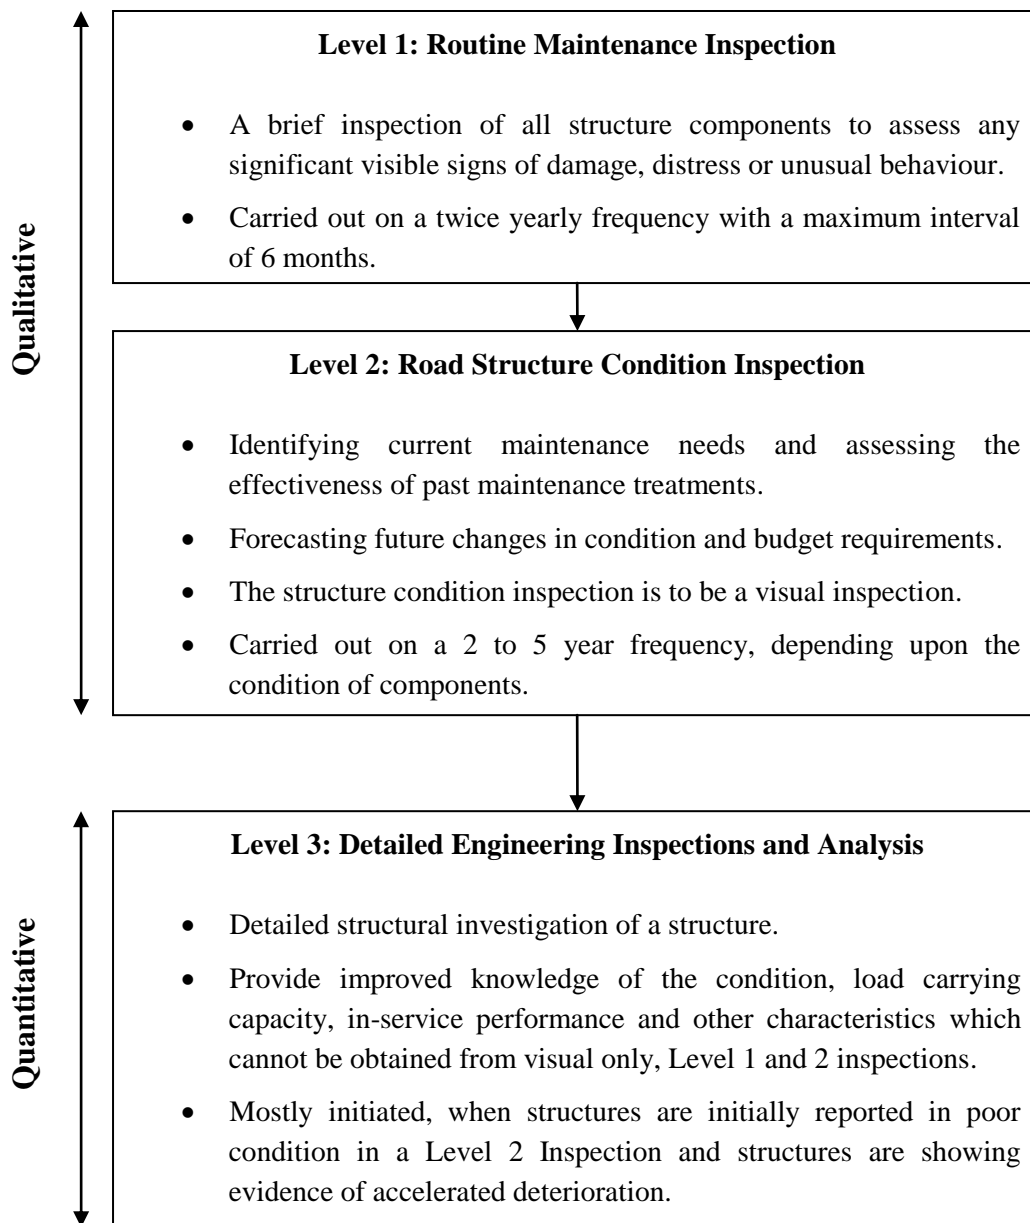 Level 1: Routine Maintenance Inspection
• A brief inspection of all structure components to assess any
significant visible signs of damage, distress or unusual behaviour.
• Carried out on a twice yearly frequency with a maximum interval
of 6 months.
Qualitative
Level 2: Road Structure Condition Inspection
• Identifying current maintenance needs and assessing the
effectiveness of past maintenance treatments.
• Forecasting future changes in condition and budget requirements.
• The structure condition inspection is to be a visual inspection.
• Carried out on a 2 to 5 year frequency, depending upon the
condition of components.
Level 3: Detailed Engineering Inspections and Analysis
• Detailed structural investigation of a structure.
• Provide improved knowledge of the condition, load carrying
capacity, in-service performance and other characteristics which
cannot be obtained from visual only, Level 1 and 2 inspections.
• Mostly initiated, when structures are initially reported in poor
condition in a Level 2 Inspection and structures are showing
evidence of accelerated deterioration.
Quantitative